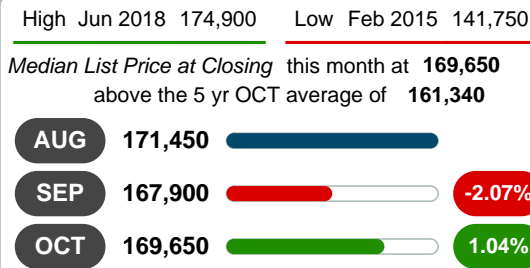 High Jun 2018 174,900 Low Feb 2015 141,750
Median List Price at Closing this month at 169,650
above the 5 yr OCT average of 161,340
AUG 171,450
SEP 167,900 -2.07%
OCT 169,650 1.04%